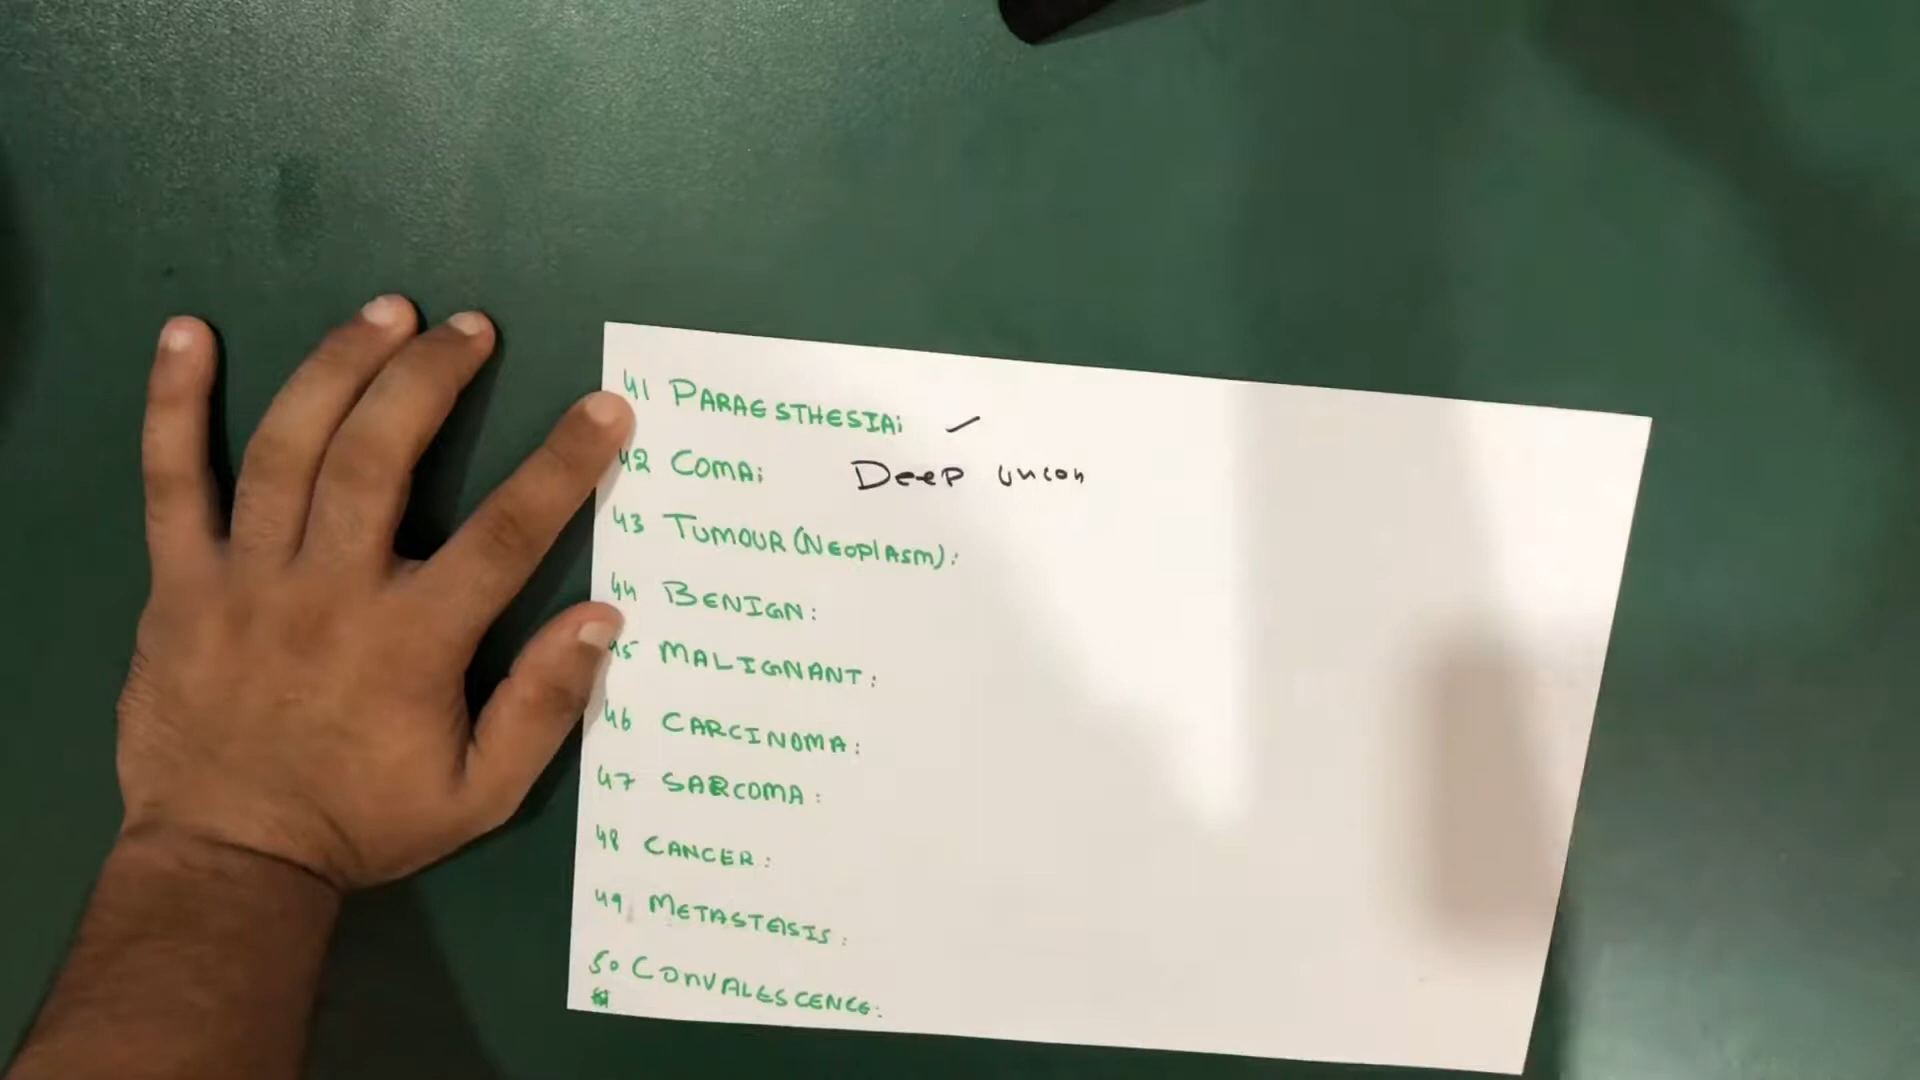 41 PARAESTHESIA:
42 COMA: Deep uncon
43 TUMOUR (NEOPLASM):
44 BENIGN:
45 MALIGNANT:
46 CARCINOMA:
47 SARCOMA:
48 CANCER:
49 METASTASIS:
50 CONVALESCENCE: